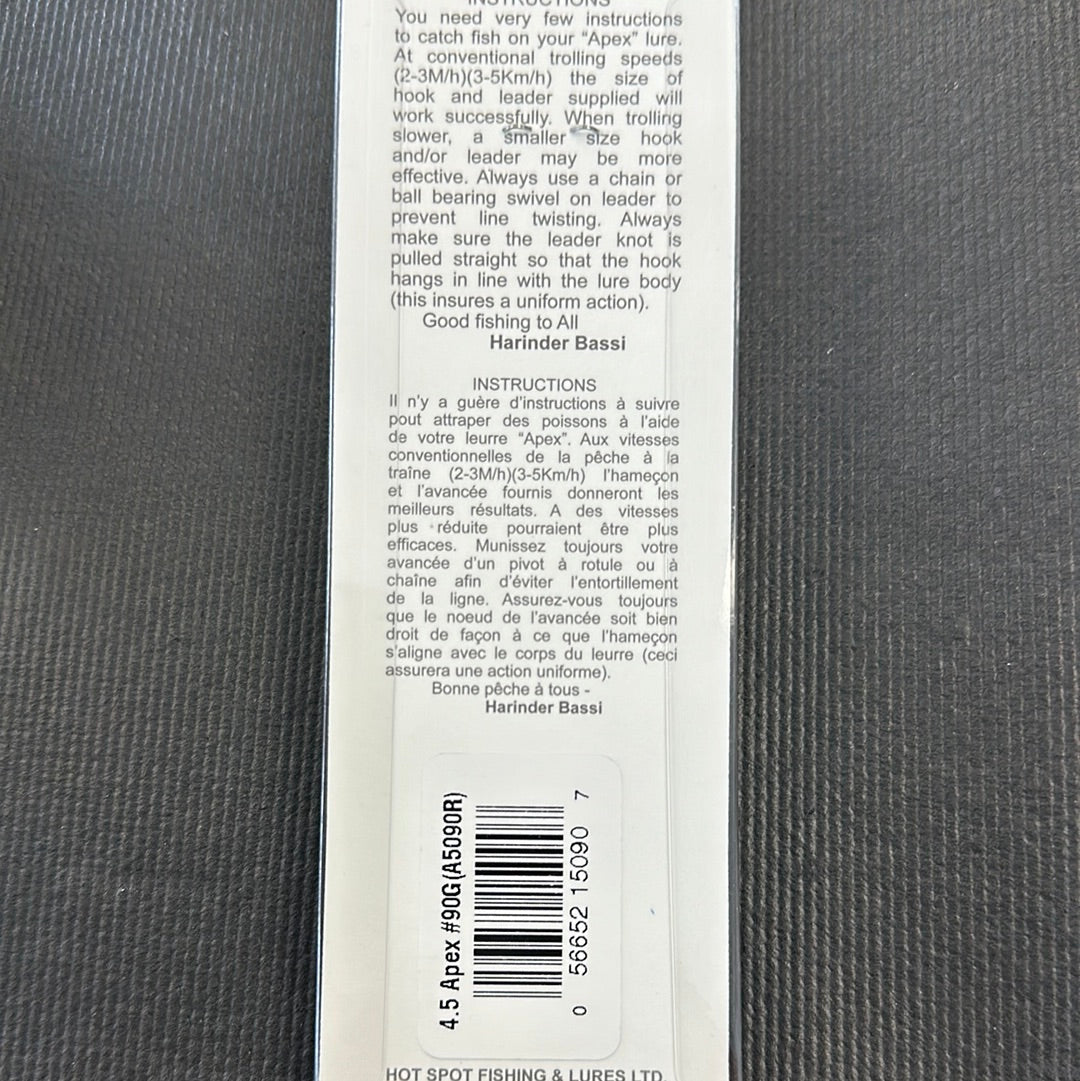 INSTRUCTIONS
You need very few instructions
to catch fish on your “Apex” lure.
At conventional trolling speeds
(2-3M/h)(3-5Km/h) the size of
hook and leader supplied will
work successfully. When trolling
slower, a smaller size hook
and/or leader may be more
effective. Always use a chain or
ball bearing swivel on leader to
prevent line twisting. Always
make sure the leader knot is
pulled straight so that the hook
hangs in line with the lure body
(this insures a uniform action).
Good fishing to All
Harinder Bassi
INSTRUCTIONS
Il n'y a guère d'instructions à suivre
pout attraper des poissons à l'aide
de votre leurre “Apex”. Aux vitesses
conventionnelles de la pêche à la
traîne (2-3M/h)(3-5Km/h) l'hameçon
et l'avancée fournis donneront les
meilleurs résultats. A des vitesses
plus réduite pourraient être plus
efficaces. Munissez toujours votre
avancée d'un pivot à rotule ou à
chaîne afin d'éviter l'entortillement
de la ligne. Assurez-vous toujours
que le noeud de l'avancée soit bien
droit de façon à ce que l'hameçon
s'aligne avec le corps du leurre (ceci
assurera une action uniforme).
Bonne pêche à tous -
Harinder Bassi
4.5 Apex #90G(A5090R)
0 56652 15090 7
HOT SPOT FISHING & LURES LTD.